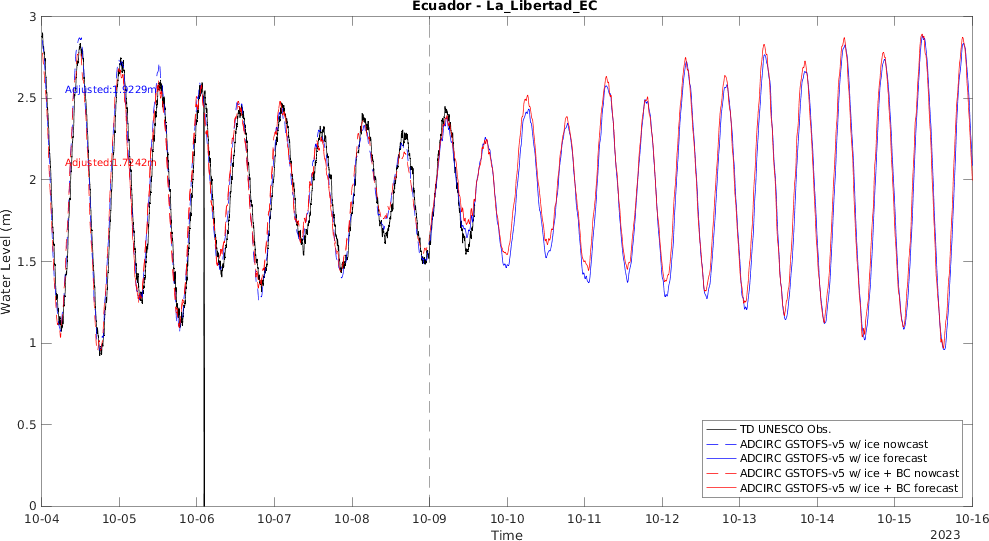 Ecuador - La_Libertad_EC
3
2.5
2
1.5
1
0.5
0
Water Level (m)
Adjusted:1.9229m
Adjusted:1.7242m
TD UNESCO Obs.
ADCIRC GSTOFS-v5 w/ ice nowcast
ADCIRC GSTOFS-v5 w/ ice forecast
ADCIRC GSTOFS-v5 w/ ice + BC nowcast
ADCIRC GSTOFS-v5 w/ ice + BC forecast
10-04 10-05 10-06 10-07 10-08 10-09 10-10 10-11 10-12 10-13 10-14 10-15 10-16
Time
2023